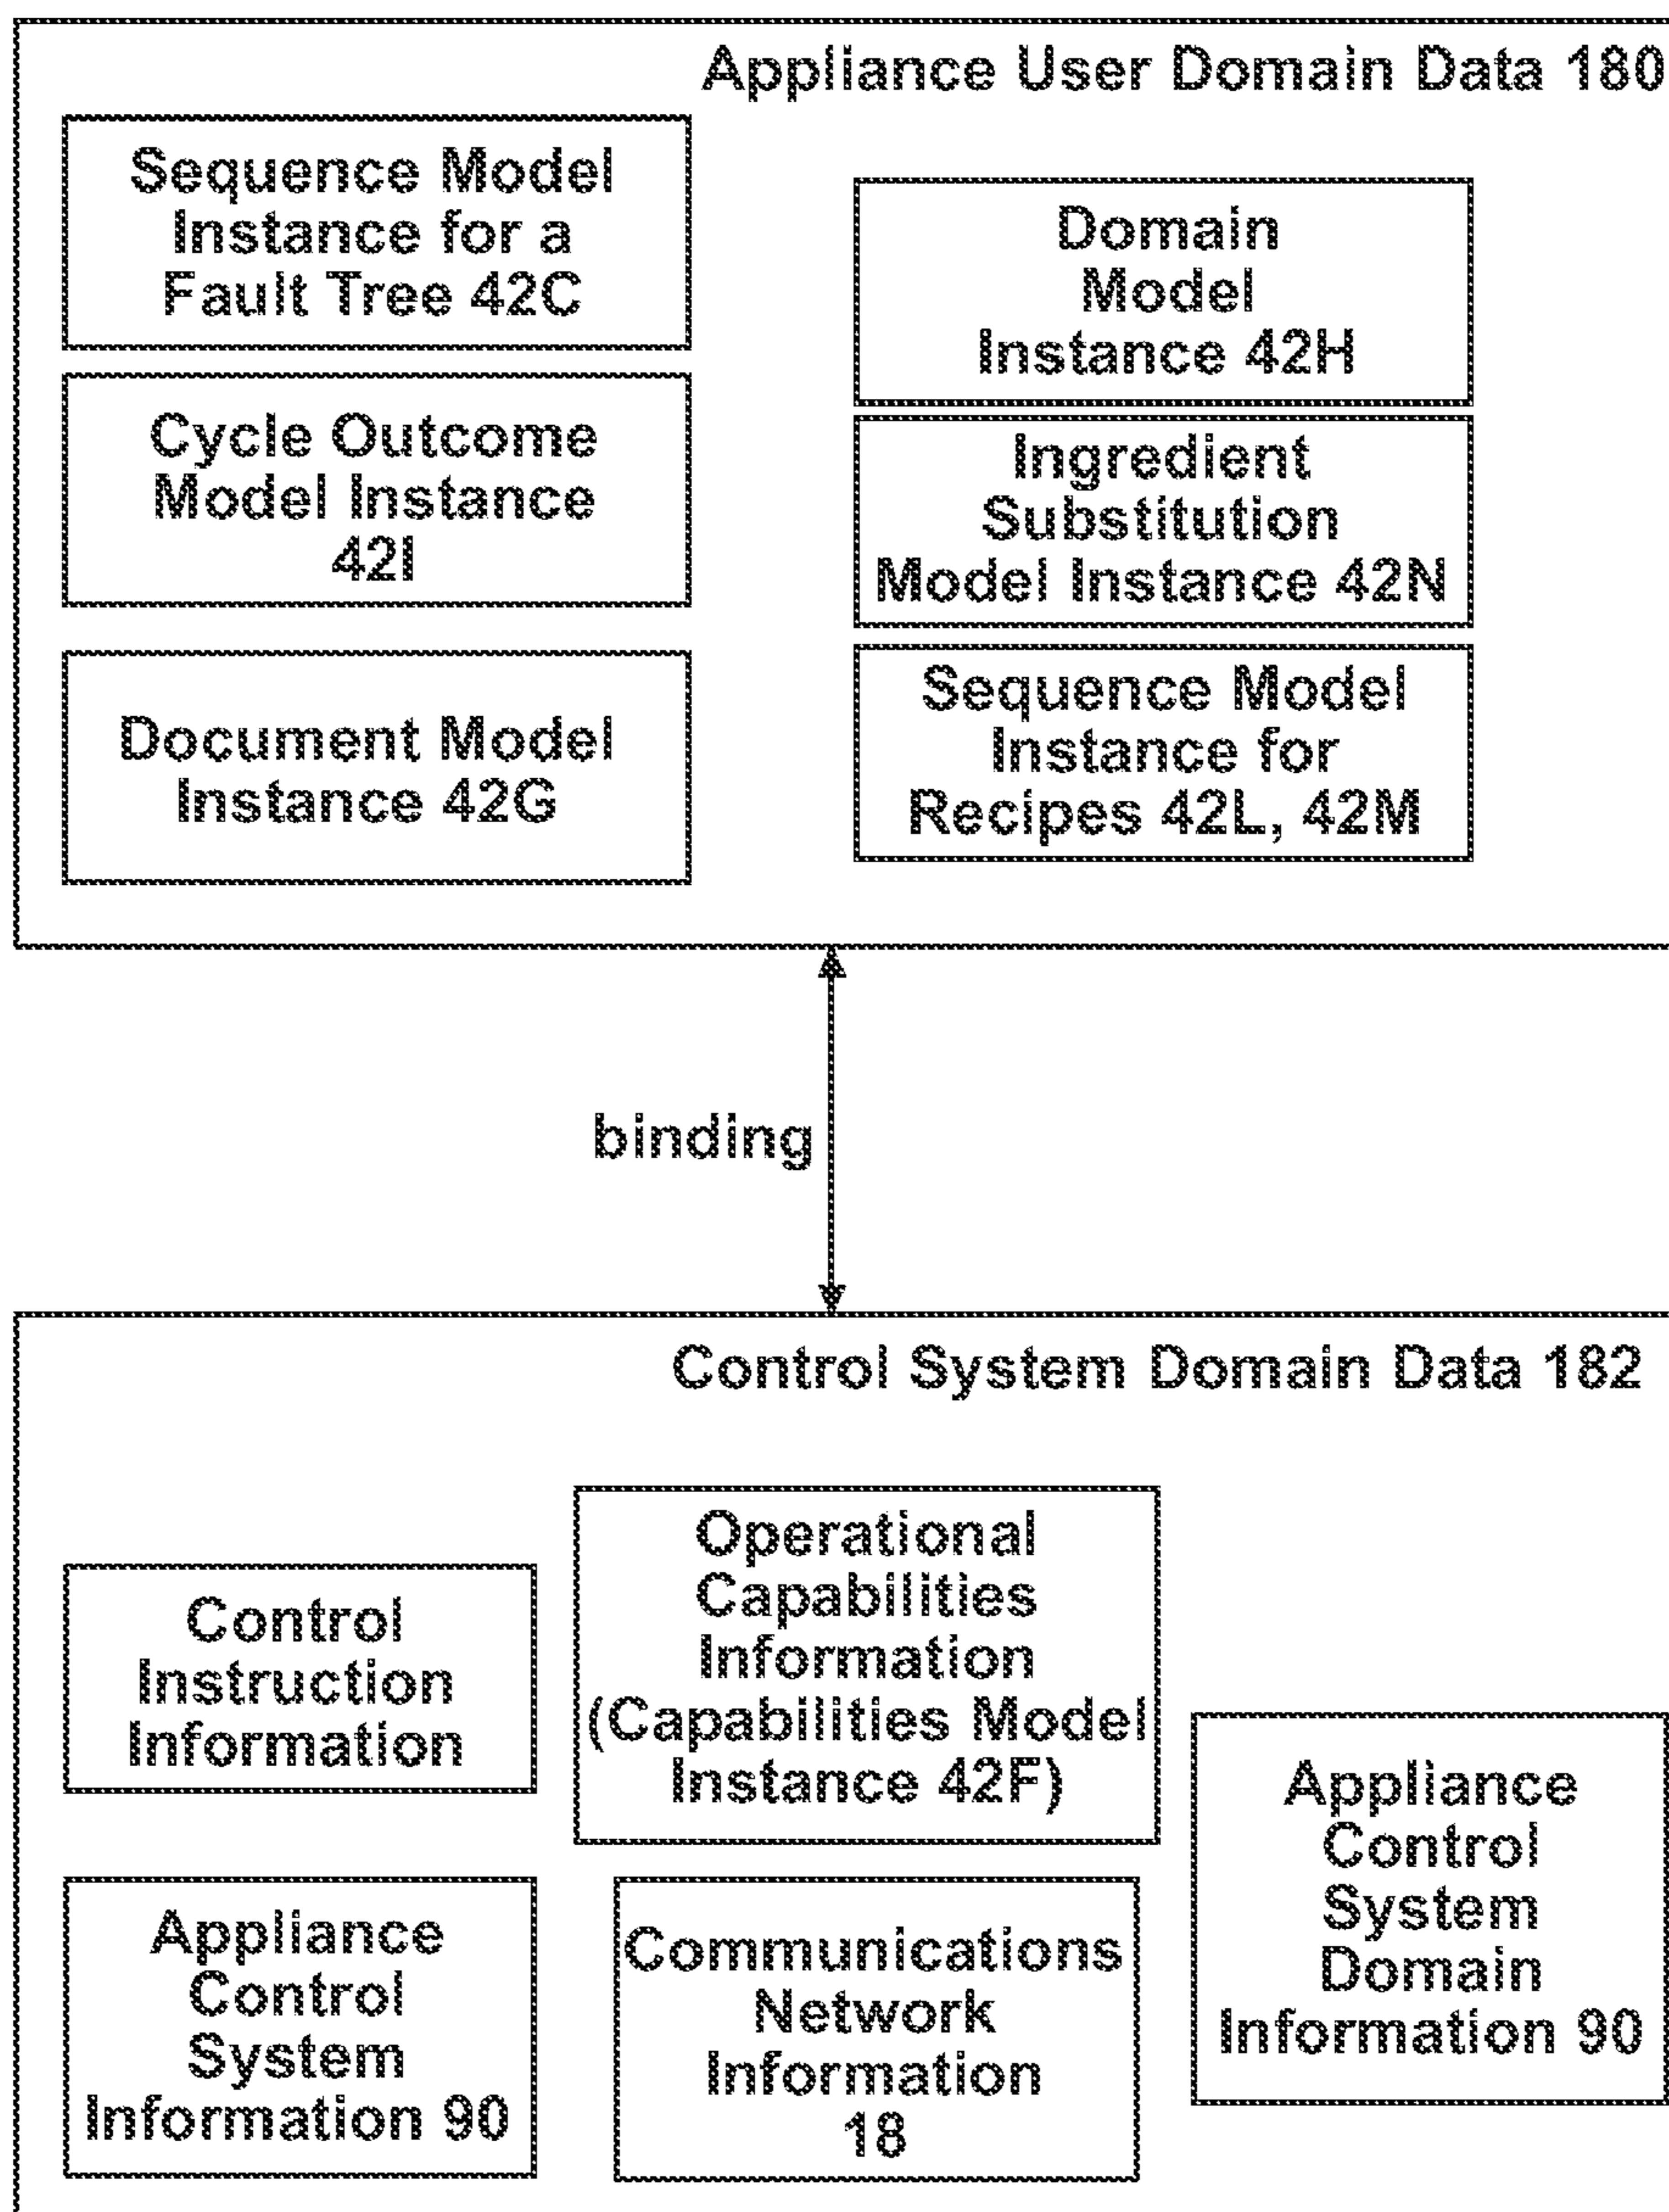 Appliance User Domain Data 180
Sequence Model
Instance for a
Fault Tree 42C
Cycle Outcome
Model Instance
42I
Document Model
Instance 42G
Domain
Model
Instance 42H
Ingredient
Substitution
Model Instance 42N
Sequence Model
Instance for
Recipes 42L, 42M
binding
Control System Domain Data 182
Control
Instruction
Information
Operational
Capabilities
Information
(Capabilities Model
Instance 42F)
Appliance
Control
System
Domain
Information 90
Appliance
Control
System
Information 90
Communications
Network
Information
18